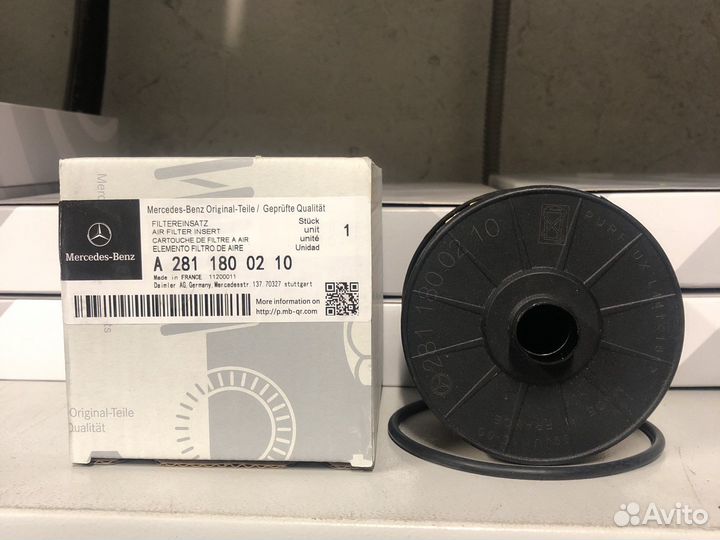 Mercedes-Benz
Mercedes-Benz Original-Teile / Geprüfte Qualität
FILTEREINSATZ
AIR FILTER INSERT
CARTOUCHE DE FILTRE A AIR
ELEMENTO FILTRO DE AIRE
Stück
unit
unité
Unidad
1
A 281 180 02 10
Made in FRANCE 11200011
Daimler AG,Germany, Mercedesstr. 137.70327 stuttgart
More information on
http://p.mb-qr.com
Original-Teile
Qualität
281 180 02 10
FRANCE
Avito